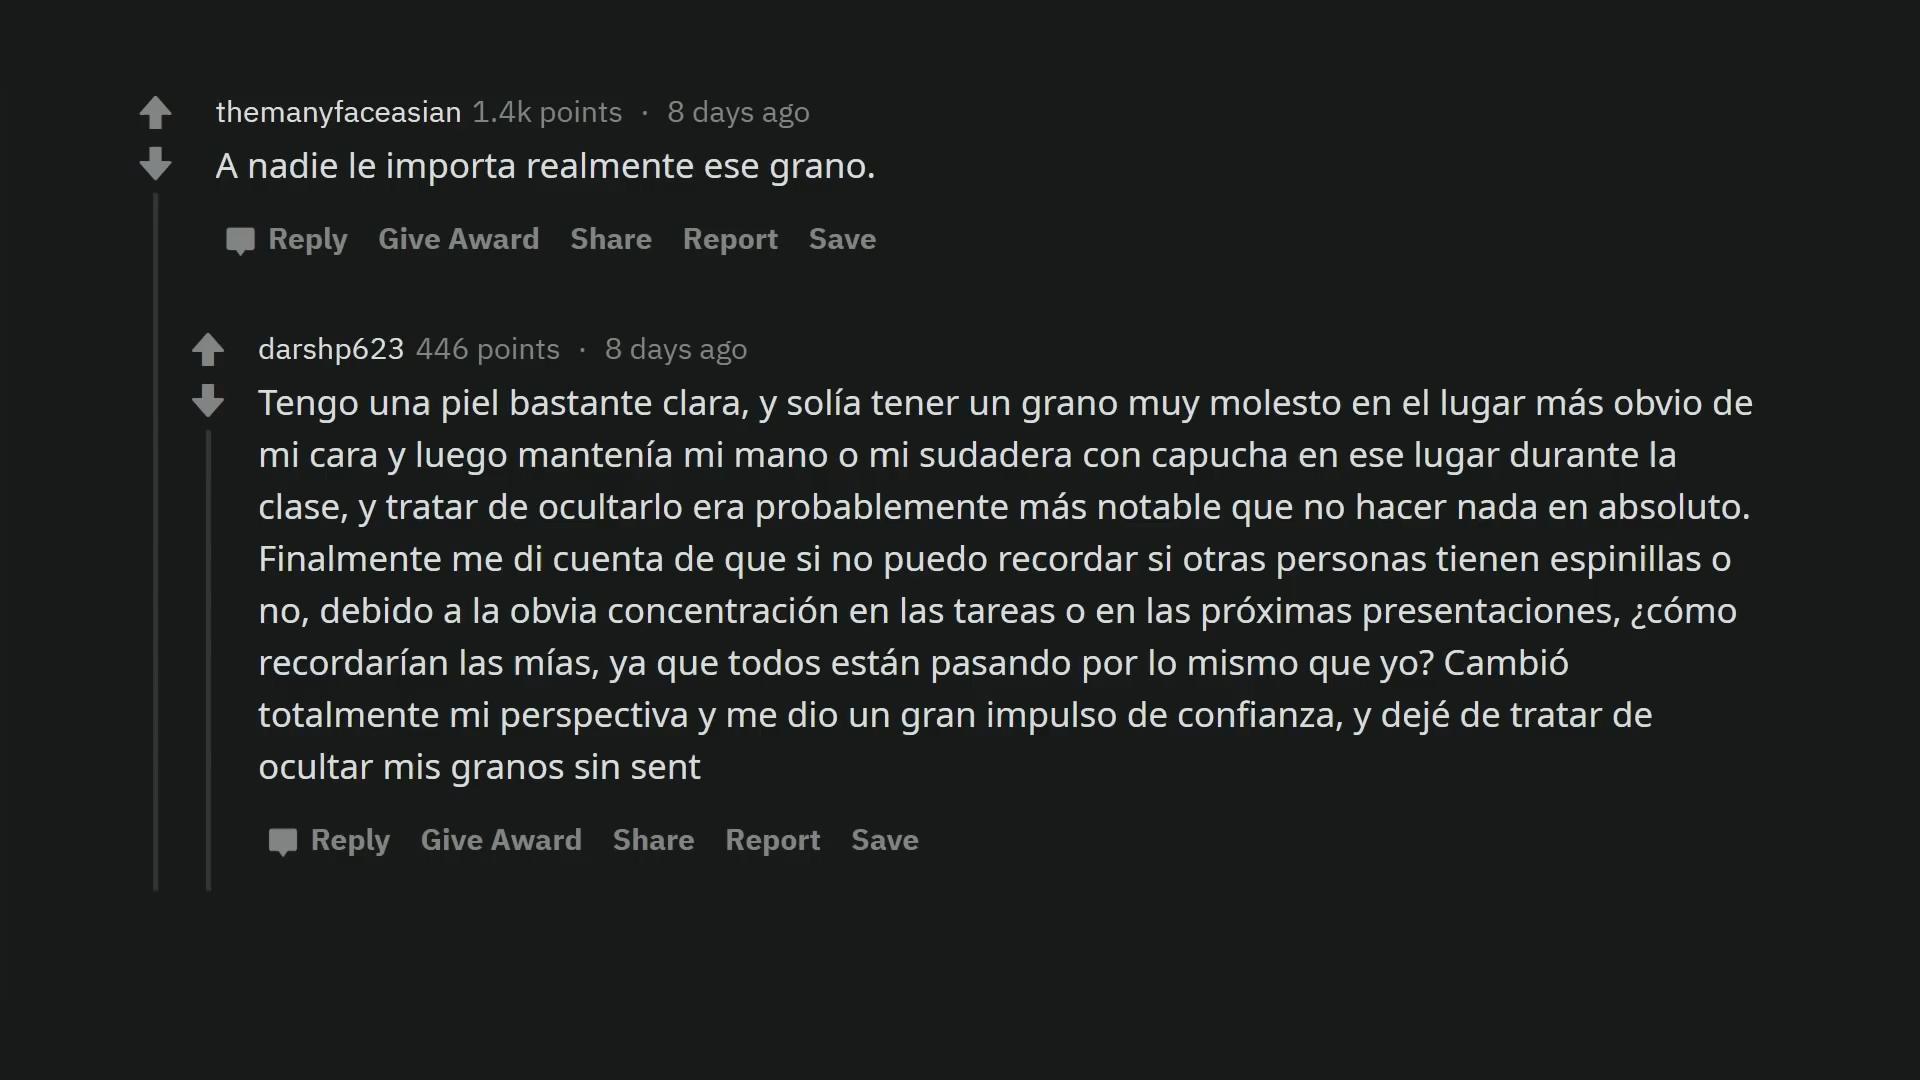 themanyfaceasian 1.4k points · 8 days ago
A nadie le importa realmente ese grano.
Reply Give Award Share Report Save
darshp623 446 points · 8 days ago
Tengo una piel bastante clara, y solía tener un grano muy molesto en el lugar más obvio de
mi cara y luego mantenía mi mano o mi sudadera con capucha en ese lugar durante la
clase, y tratar de ocultarlo era probablemente más notable que no hacer nada en absoluto.
Finalmente me di cuenta de que si no puedo recordar si otras personas tienen espinillas o
no, debido a la obvia concentración en las tareas o en las próximas presentaciones, ¿cómo
recordarían las mías, ya que todos están pasando por lo mismo que yo? Cambió
totalmente mi perspectiva y me dio un gran impulso de confianza, y dejé de tratar de
ocultar mis granos sin sent
Reply Give Award Share Report Save